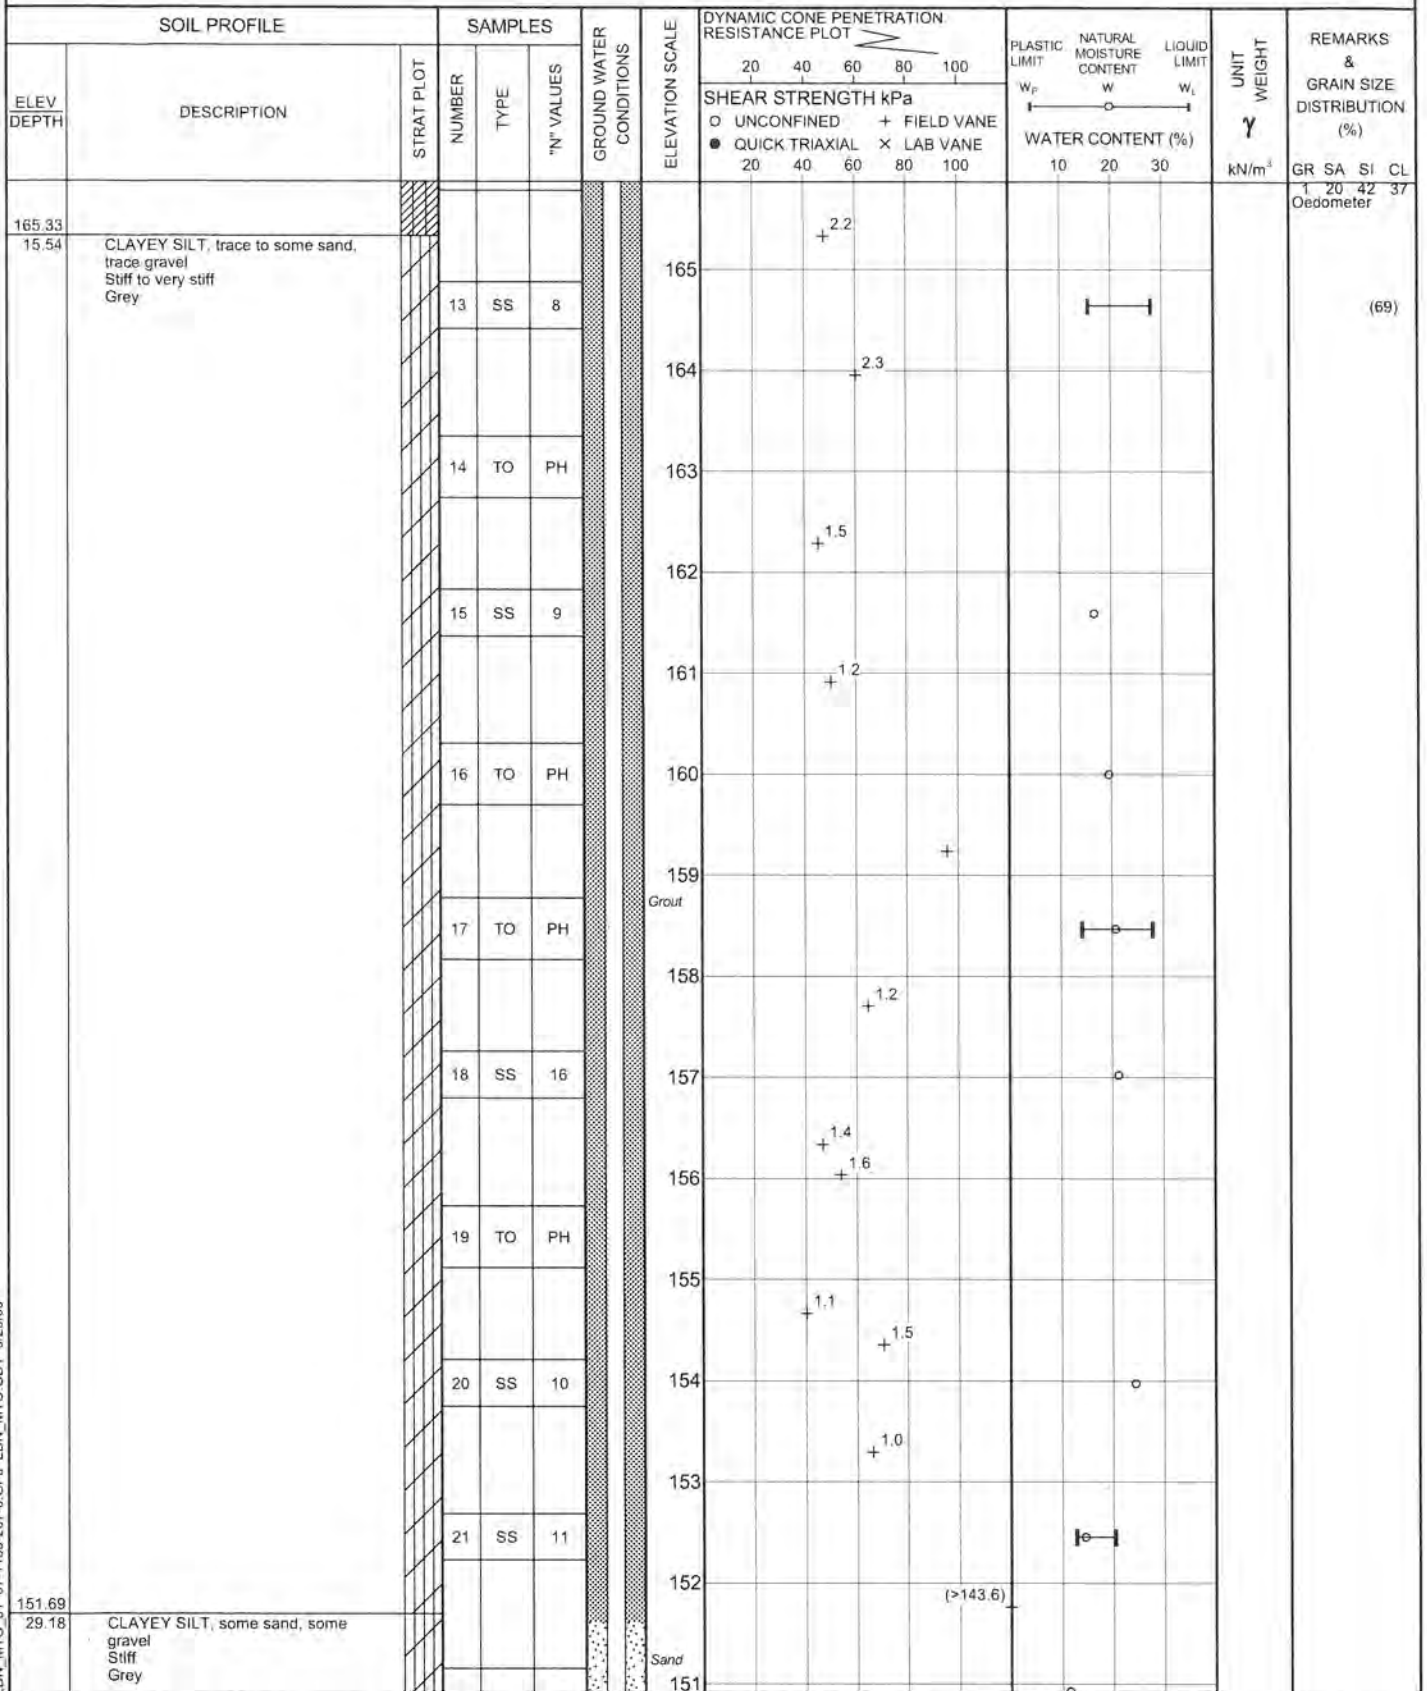 SOIL PROFILE
SAMPLES
GROUND WATER CONDITIONS
ELEVATION SCALE
DYNAMIC CONE PENETRATION
RESISTANCE PLOT
20 40 60 80 100
SHEAR STRENGTH kPa
○ UNCONFINED + FIELD VANE
● QUICK TRIAXIAL × LAB VANE
20 40 60 80 100
PLASTIC LIMIT
NATURAL MOISTURE CONTENT
LIQUID LIMIT
WP W WL
WATER CONTENT (%)
10 20 30
UNIT WEIGHT
γ
kN/m³
REMARKS
&
GRAIN SIZE
DISTRIBUTION
(%)
GR SA SI CL
ELEV
DEPTH
DESCRIPTION
STRAT PLOT
NUMBER
TYPE
"N" VALUES
1 20 42 37
Oedometer
165.33
15.54
CLAYEY SILT, trace to some sand,
trace gravel
Stiff to very stiff
Grey
2.2
165
13 SS 8
(69)
164
2.3
14 TO PH
163
1.5
162
15 SS 9
161
1.2
16 TO PH
160
159
Grout
17 TO PH
158
1.2
18 SS 16
157
1.4
1.6
156
19 TO PH
155
1.1
1.5
20 SS 10
154
1.0
153
21 SS 11
152
(>143.6)
151.69
29.18
CLAYEY SILT, some sand, some
gravel
Stiff
Grey
Sand
151